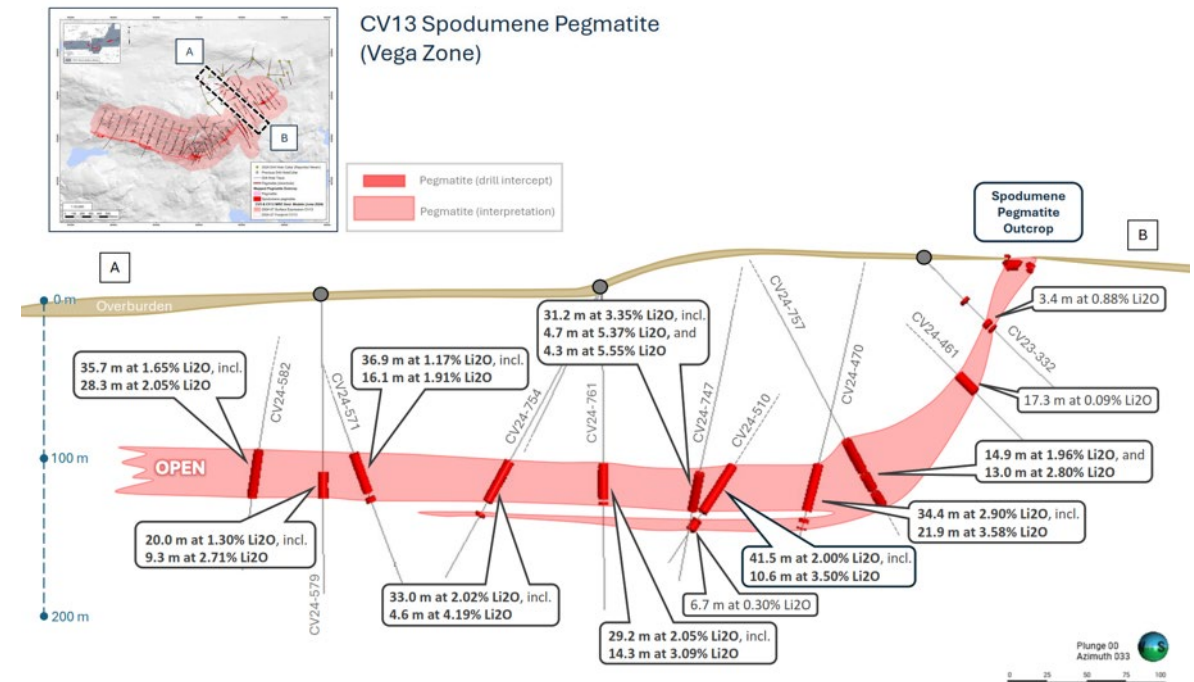 CV13 Spodumene Pegmatite
(Vega Zone)
A
B
Pegmatite (drill intercept)
Pegmatite (interpretation)
Spodumene
Pegmatite
Outcrop
A
B
0 m
Overburden
100 m
200 m
OPEN
35.7 m at 1.65% Li2O, incl.
28.3 m at 2.05% Li2O
CV24-582
36.9 m at 1.17% Li2O, incl.
16.1 m at 1.91% Li2O
CV24-571
20.0 m at 1.30% Li2O, incl.
9.3 m at 2.71% Li2O
CV24-579
CV24-754
33.0 m at 2.02% Li2O, incl.
4.6 m at 4.19% Li2O
CV24-761
29.2 m at 2.05% Li2O, incl.
14.3 m at 3.09% Li2O
31.2 m at 3.35% Li2O, incl.
4.7 m at 5.37% Li2O, and
4.3 m at 5.55% Li2O
CV24-747
6.7 m at 0.30% Li2O
CV24-510
41.5 m at 2.00% Li2O, incl.
10.6 m at 3.50% Li2O
CV24-757
CV24-470
34.4 m at 2.90% Li2O, incl.
21.9 m at 3.58% Li2O
14.9 m at 1.96% Li2O, and
13.0 m at 2.80% Li2O
CV24-461
17.3 m at 0.09% Li2O
CV23-332
3.4 m at 0.88% Li2O
Plunge 00
Azimuth 033
S
0 25 50 75 100